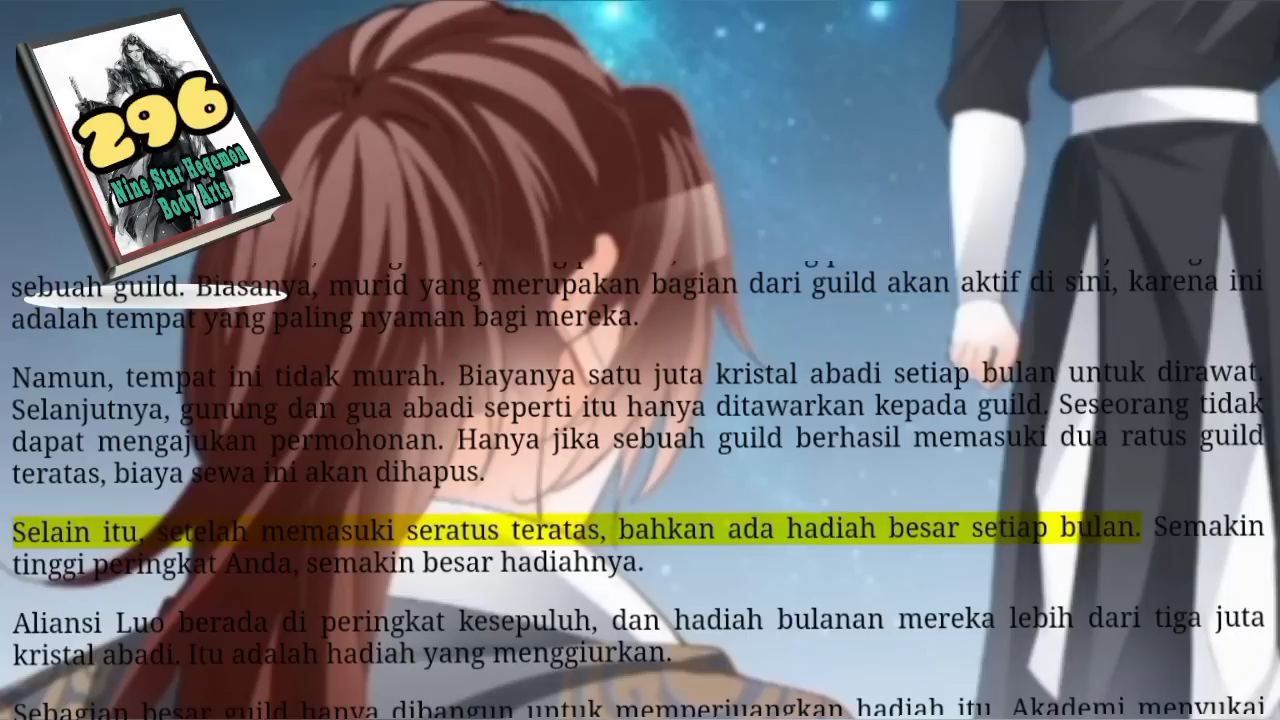 296
Nine Star Hegemon
Body Arts
sebuah guild. Biasanya, murid yang merupakan bagian dari guild akan aktif di sini, karena ini
adalah tempat yang paling nyaman bagi mereka.
Namun, tempat ini tidak murah. Biayanya satu juta kristal abadi setiap bulan untuk dirawat.
Selanjutnya, gunung dan gua abadi seperti itu hanya ditawarkan kepada guild. Seseorang tidak
dapat mengajukan permohonan. Hanya jika sebuah guild berhasil memasuki dua ratus guild
teratas, biaya sewa ini akan dihapus.
Selain itu, setelah memasuki seratus teratas, bahkan ada hadiah besar setiap bulan. Semakin
tinggi peringkat Anda, semakin besar hadiahnya.
Aliansi Luo berada di peringkat kesepuluh, dan hadiah bulanan mereka lebih dari tiga juta
kristal abadi. Itu adalah hadiah yang menggiurkan.
Sebagian besar guild hanya dibangun untuk memperjuangkan hadiah itu. Akademi menyukai